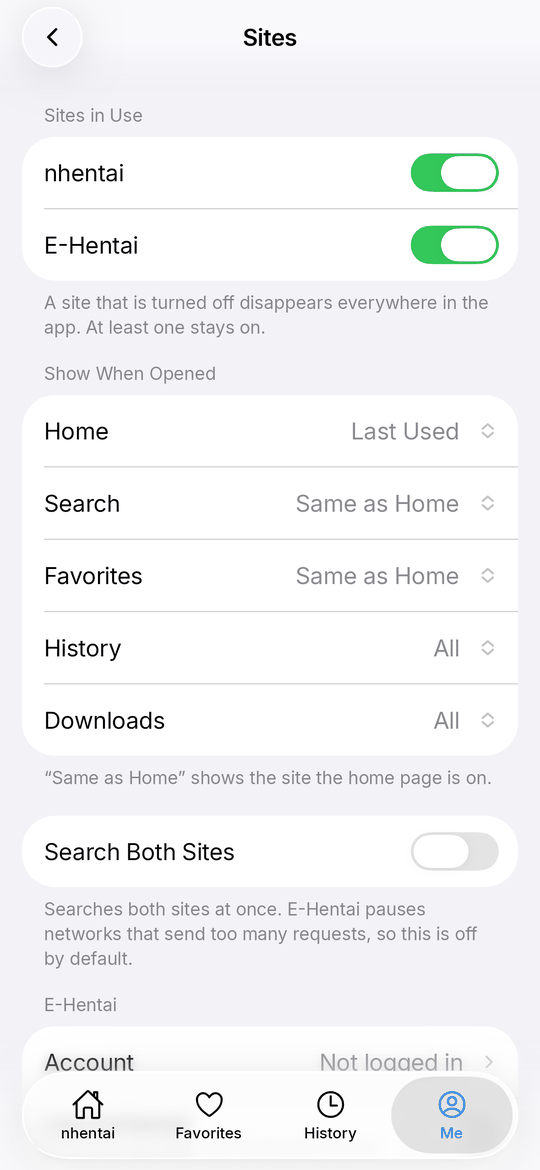 Sites
Sites in Use
nhentai
E-Hentai
A site that is turned off disappears everywhere in the
app. At least one stays on.
Show When Opened
Home Last Used
Search Same as Home
Favorites Same as Home
History All
Downloads All
“Same as Home” shows the site the home page is on.
Search Both Sites
Searches both sites at once. E-Hentai pauses
networks that send too many requests, so this is off
by default.
E-Hentai
Account Not logged in
nhentai Favorites History Me